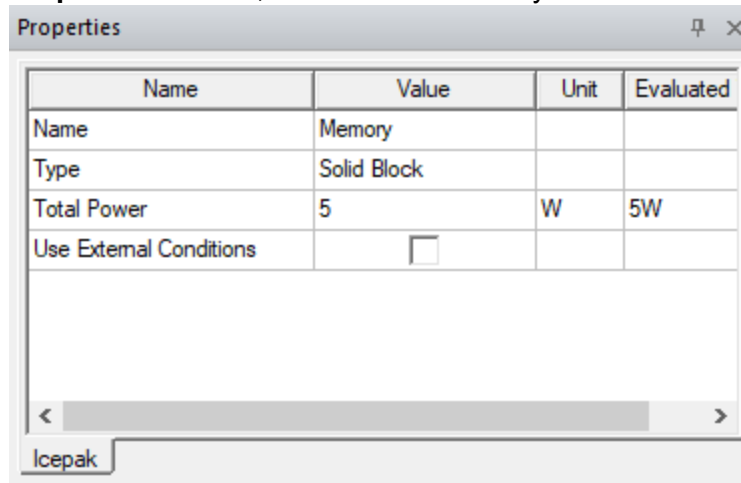 Properties
Name Value Unit Evaluated
Name Memory
Type Solid Block
Total Power 5 W 5W
Use External Conditions
Icepak